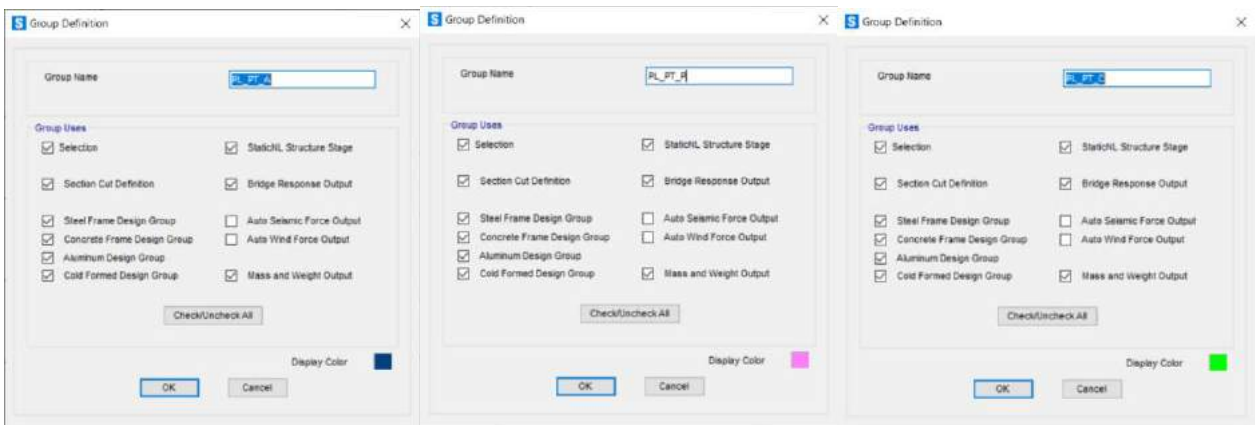 S Group Definition
Group Name
PL_PT_A
Group Uses
Selection
StaticNL Structure Stage
Section Cut Definition
Bridge Response Output
Steel Frame Design Group
Auto Seismic Force Output
Concrete Frame Design Group
Auto Wind Force Output
Aluminum Design Group
Cold Formed Design Group
Mass and Weight Output
Check/Uncheck All
Display Color
OK
Cancel
S Group Definition
Group Name
PL_PT_P
Group Uses
Selection
StaticNL Structure Stage
Section Cut Definition
Bridge Response Output
Steel Frame Design Group
Auto Seismic Force Output
Concrete Frame Design Group
Auto Wind Force Output
Aluminum Design Group
Cold Formed Design Group
Mass and Weight Output
Check/Uncheck All
Display Color
OK
Cancel
S Group Definition
Group Name
PL_PT_C
Group Uses
Selection
StaticNL Structure Stage
Section Cut Definition
Bridge Response Output
Steel Frame Design Group
Auto Seismic Force Output
Concrete Frame Design Group
Auto Wind Force Output
Aluminum Design Group
Cold Formed Design Group
Mass and Weight Output
Check/Uncheck All
Display Color
OK
Cancel